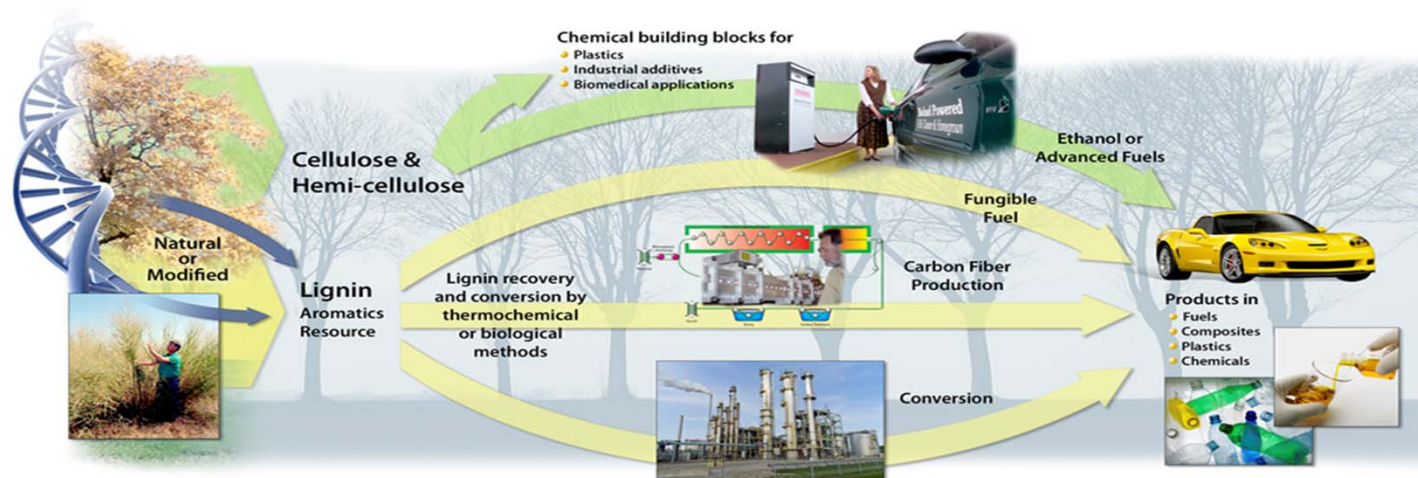 Chemical building blocks for
Plastics
Industrial additives
Biomedical applications
Cellulose &
Hemi-cellulose
Ethanol or
Advanced Fuels
Fungible
Fuel
Natural
or
Modified
Lignin
Aromatics
Resource
Lignin recovery
and conversion by
thermochemical
or biological
methods
Carbon Fiber
Production
Conversion
Products in
Fuels
Composites
Plastics
Chemicals
Powered